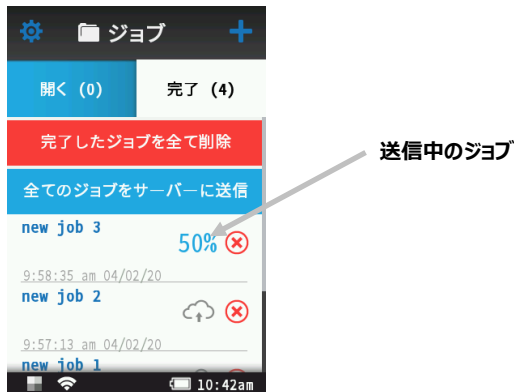 ジョブ
開く (0)
完了 (4)
完了したジョブを全て削除
全てのジョブをサーバーに送信
new job 3
50%
9:58:35 am 04/02/20
new job 2
9:57:13 am 04/02/20
new job 1
10:42am
送信中のジョブ